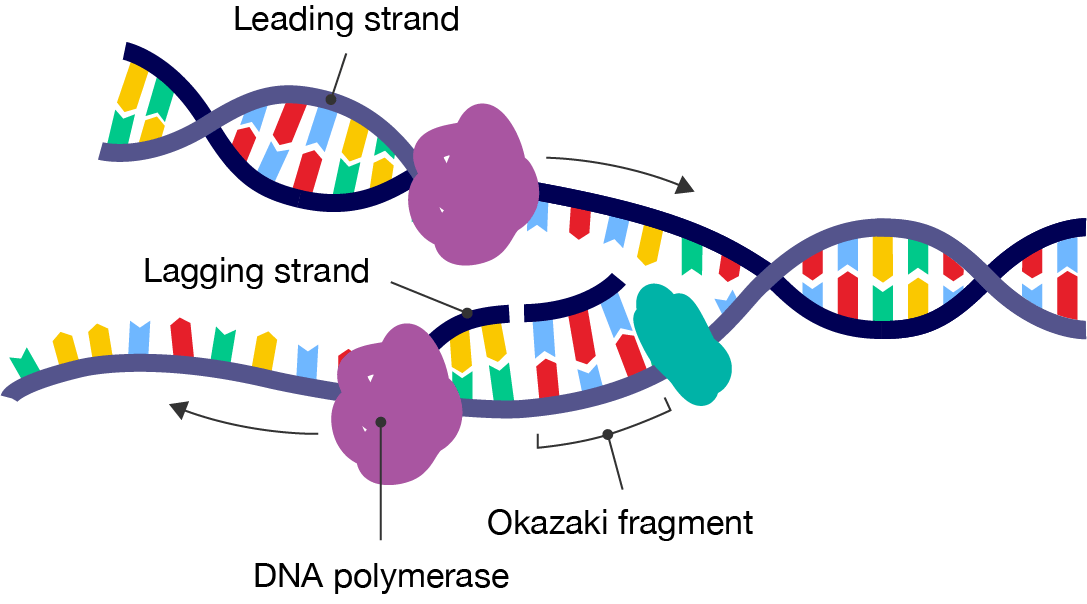 Leading strand
Lagging strand
Okazaki fragment
DNA polymerase